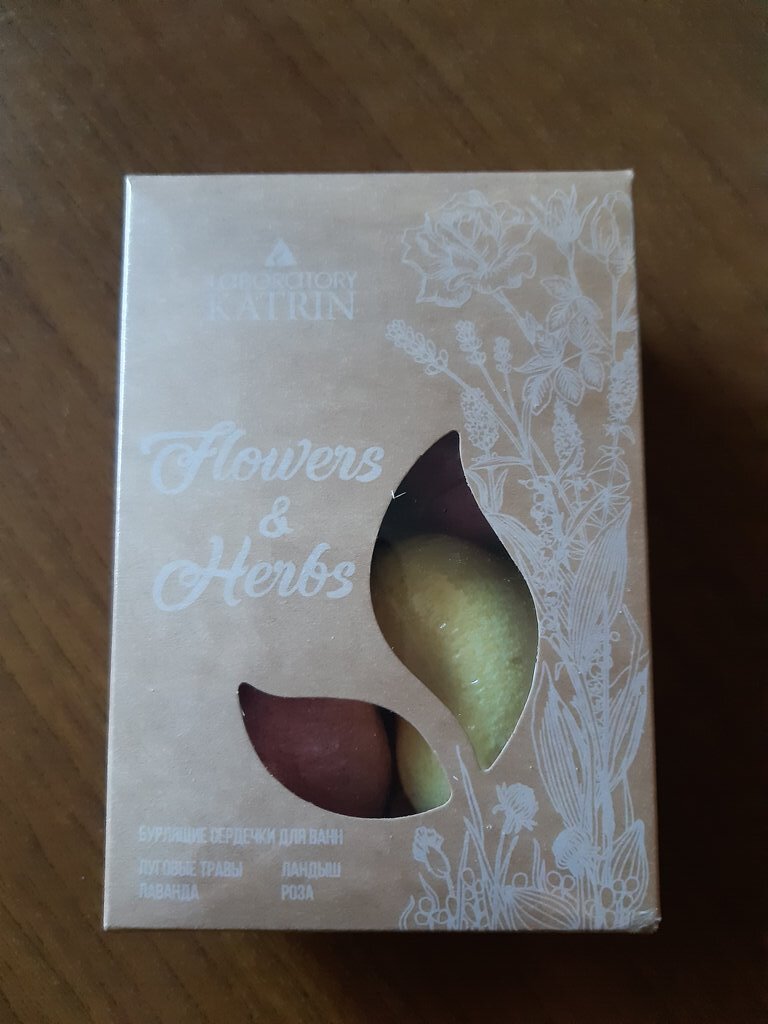 LABORATORY
KATRIN
Flowers
&
Herbs
БУРЛЯЩИЕ СЕРДЕЧКИ ДЛЯ ВАНН
ЛУГОВЫЕ ТРАВЫ ЛАНДЫШ
ЛАВАНДА РОЗА